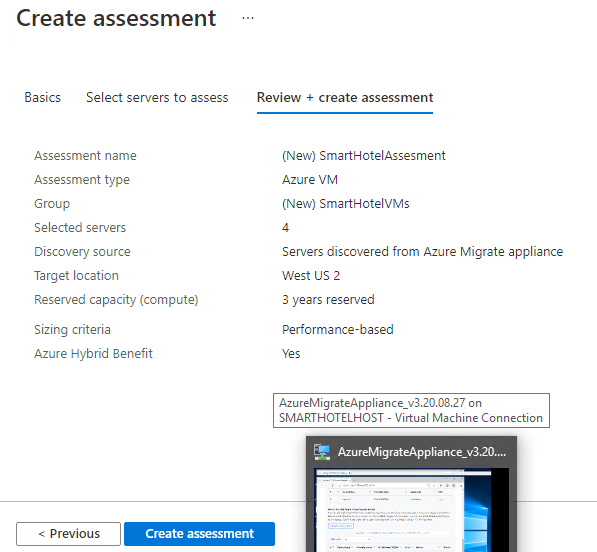 Create assessment ...
Basics Select servers to assess Review + create assessment
Assessment name (New) SmartHotelAssesment
Assessment type Azure VM
Group (New) SmartHotelVMs
Selected servers 4
Discovery source Servers discovered from Azure Migrate appliance
Target location West US 2
Reserved capacity (compute) 3 years reserved
Sizing criteria Performance-based
Azure Hybrid Benefit Yes
AzureMigrateAppliance_v3.20.08.27 on
SMARTHOTELHOST - Virtual Machine Connection
AzureMigrateAppliance_v3.20....
< Previous Create assessment